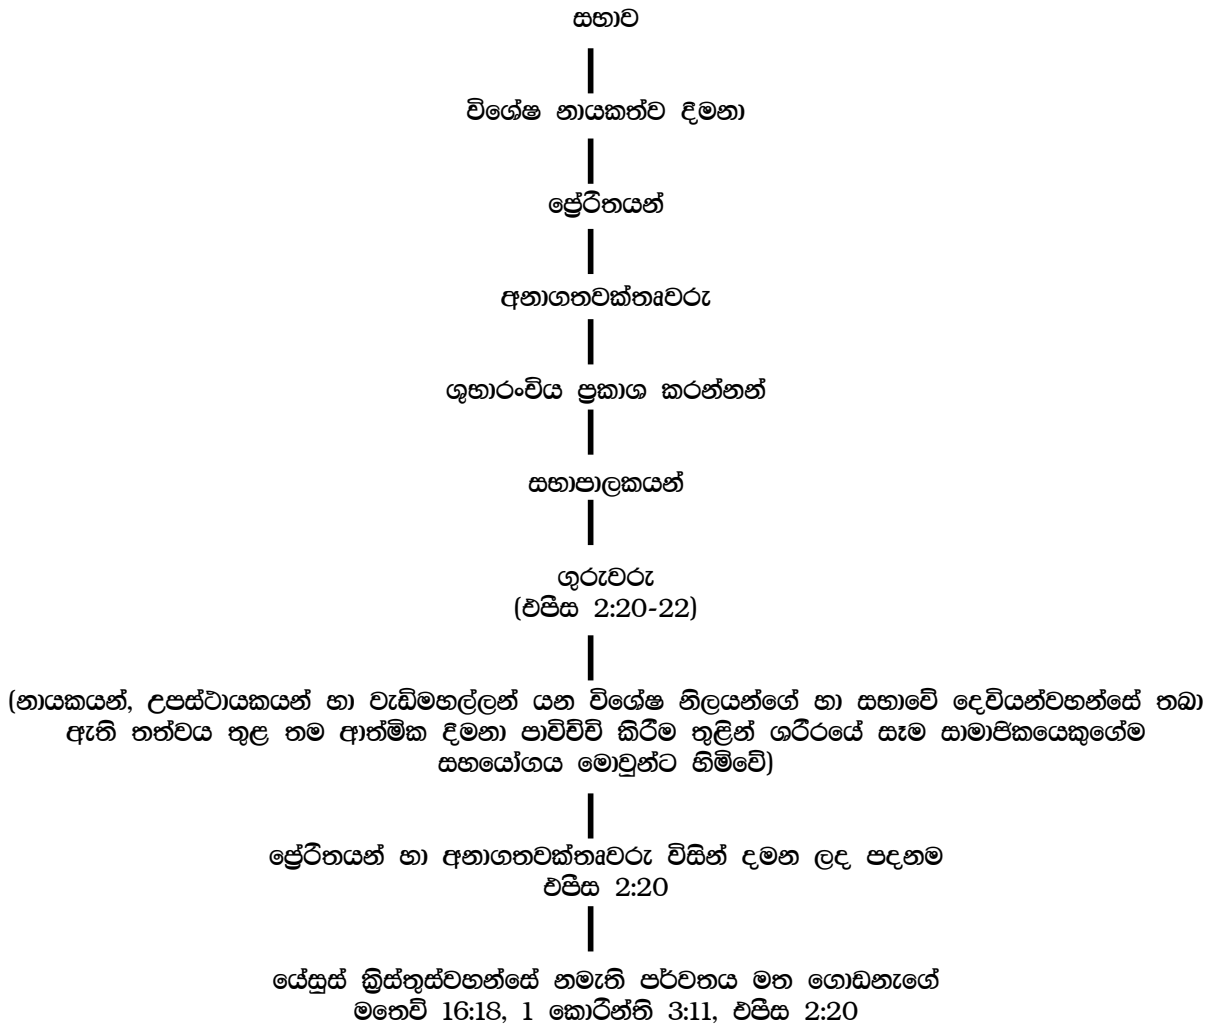 සභාව
විශේෂ නායකත්ව දීමනා
ප්‍රේරිතයන්
අනාගතවක්තෘවරු
ශුභාරංචිය ප්‍රකාශ කරන්නන්
සභාපාලකයන්
ගුරුවරු
(එපීස 2:20-22)
(නායකයන්, උපස්ථායකයන් හා වැඩිමහල්ලන් යන විශේෂ නිලයන්ගේ හා සභාවේ දෙවියන්වහන්සේ තබා
ඇති තත්වය තුළ තම ආත්මික දීමනා පාවිච්චි කිරීම තුළින් ශරීරයේ සෑම සාමාජිකයෙකුගේම
සහයෝගය මොවුන්ට හිමිවේ)
ප්‍රේරිතයන් හා අනාගතවක්තෘවරු විසින් දමන ලද පදනම
එපීස 2:20
යේසුස් ක්‍රිස්තුස්වහන්සේ නමැති පර්වතය මත ගොඩනැගේ
මතෙව් 16:18, 1 කොරින්ති 3:11, එපීස 2:20